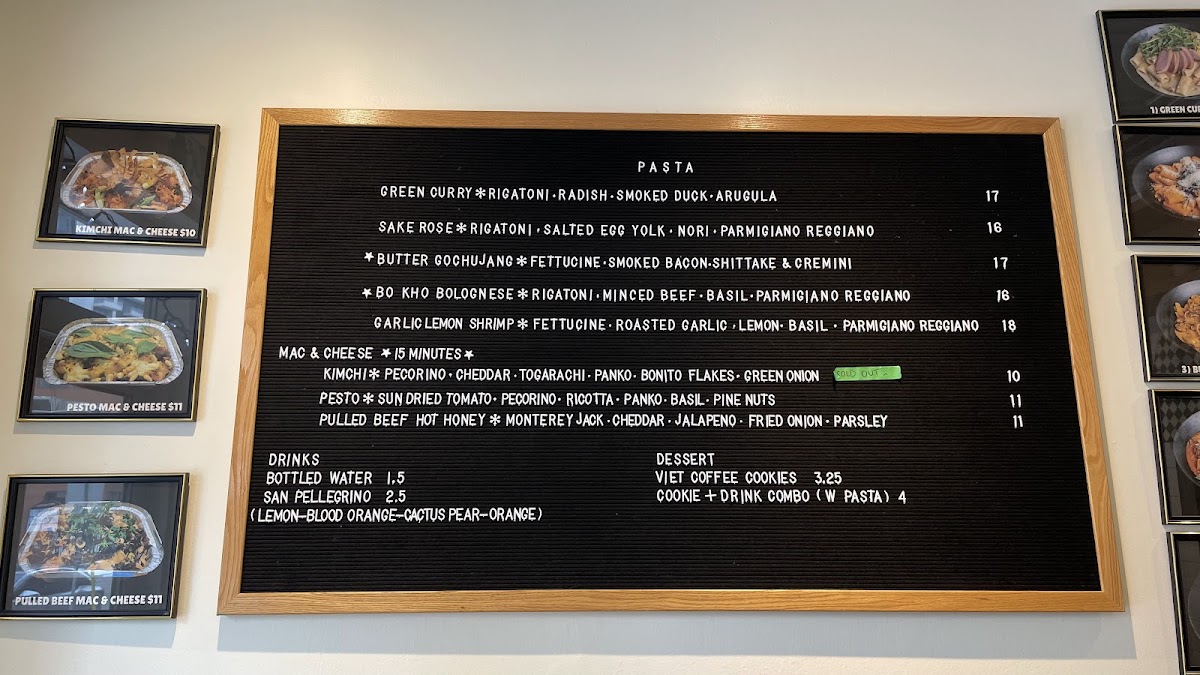 PASTA
GREEN CURRY*RIGATONI·RADISH·SMOKED DUCK·ARUGULA 17
SAKE ROSE*RIGATONI·SALTED EGG YOLK·NORI·PARMIGIANO REGGIANO 16
★BUTTER GOCHUJANG*FETTUCINE·SMOKED BACON·SHITTAKE & CREMINI 17
★BO KHO BOLOGNESE*RIGATONI·MINCED BEEF·BASIL·PARMIGIANO REGGIANO 16
GARLIC LEMON SHRIMP*FETTUCINE·ROASTED GARLIC·LEMON·BASIL·PARMIGIANO REGGIANO 18
MAC & CHEESE ★15 MINUTES★
KIMCHI*PECORINO·CHEDDAR·TOGARACHI·PANKO·BONITO FLAKES·GREEN ONION SOLD OUT 10
PESTO*SUN DRIED TOMATO·PECORINO·RICOTTA·PANKO·BASIL·PINE NUTS 11
PULLED BEEF HOT HONEY*MONTEREY JACK·CHEDDAR·JALAPENO·FRIED ONION·PARSLEY 11
DRINKS
BOTTLED WATER 1.5
SAN PELLEGRINO 2.5
(LEMON-BLOOD ORANGE-CACTUS PEAR-ORANGE)
DESSERT
VIET COFFEE COOKIES 3.25
COOKIE + DRINK COMBO (W PASTA) 4
KIMCHI MAC & CHEESE $10
PESTO MAC & CHEESE $11
PULLED BEEF MAC & CHEESE $11
1) GREEN
3)